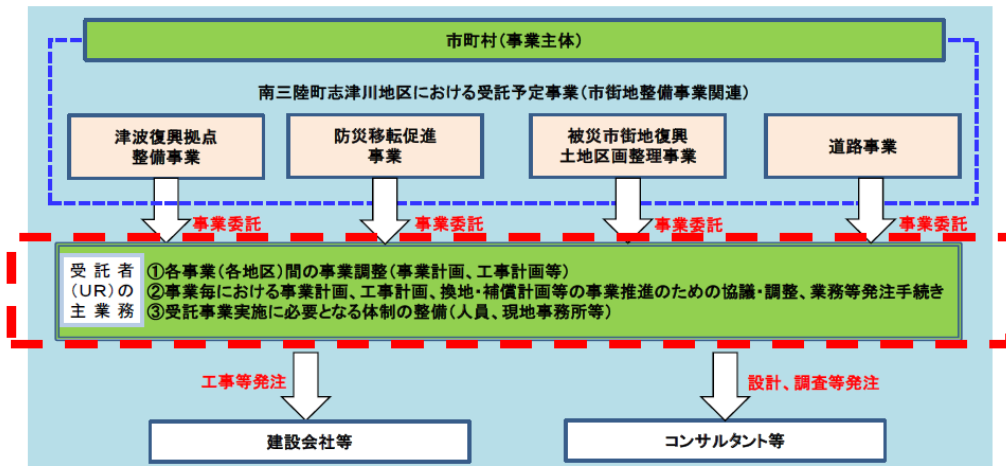 市町村(事業主体)
南三陸町志津川地区における受託予定事業(市街地整備事業関連)
津波復興拠点
整備事業
防災移転促進
事業
被災市街地復興
土地区画整理事業
道路事業
事業委託
事業委託
事業委託
事業委託
受託者
(UR)の
主業務
①各事業(各地区)間の事業調整(事業計画、工事計画等)
②事業毎における事業計画、工事計画、換地・補償計画等の事業推進のための協議・調整、業務等発注手続き
③受託事業実施に必要となる体制の整備(人員、現地事務所等)
工事等発注
設計、調査等発注
建設会社等
コンサルタント等